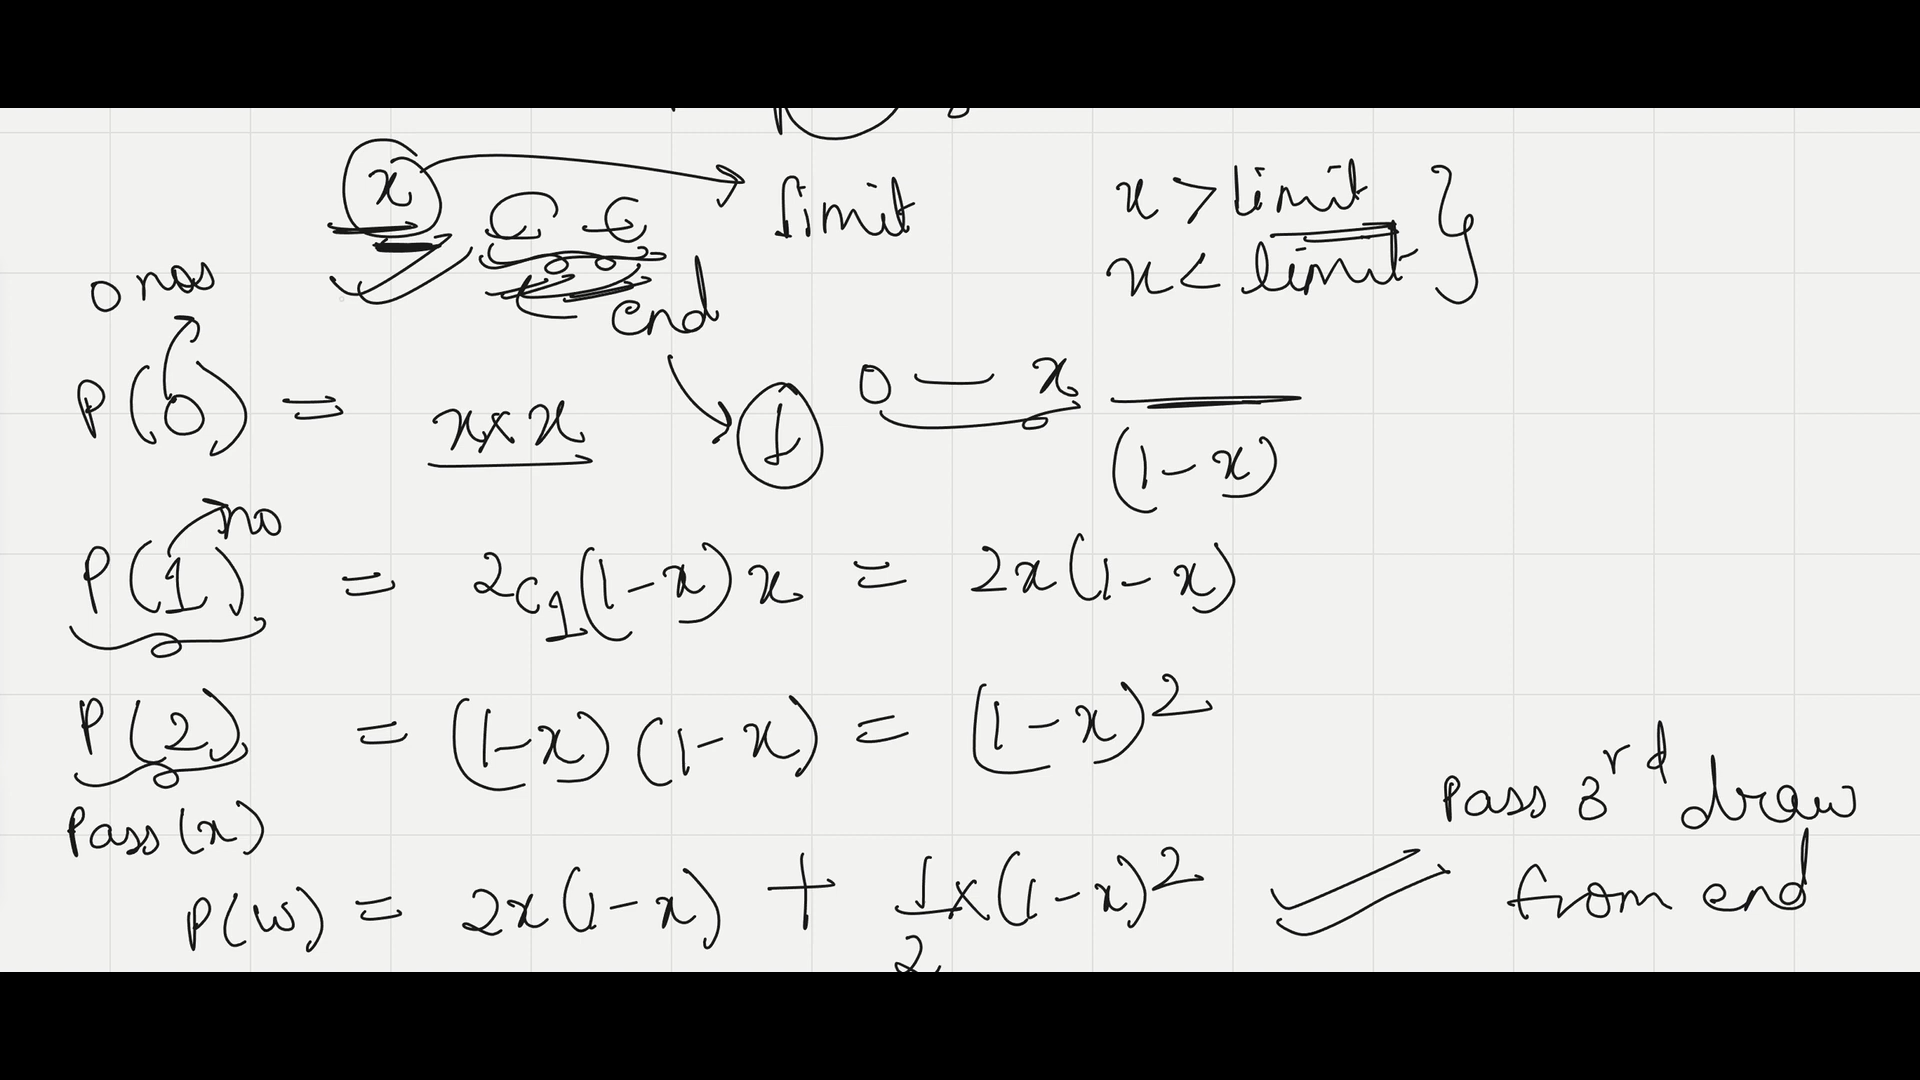 x → limit x > limit
C C x < limit }
0 nos end
P(0) = x × x 1 0 — x (1-x)
no
P(1) = 2c1(1-x) x = 2x(1-x)
P(2) = (1-x) (1-x) = (1-x)²
Pass (x) Pass 3rd draw
P(W) = 2x(1-x) + 1/2 x (1-x)² from end